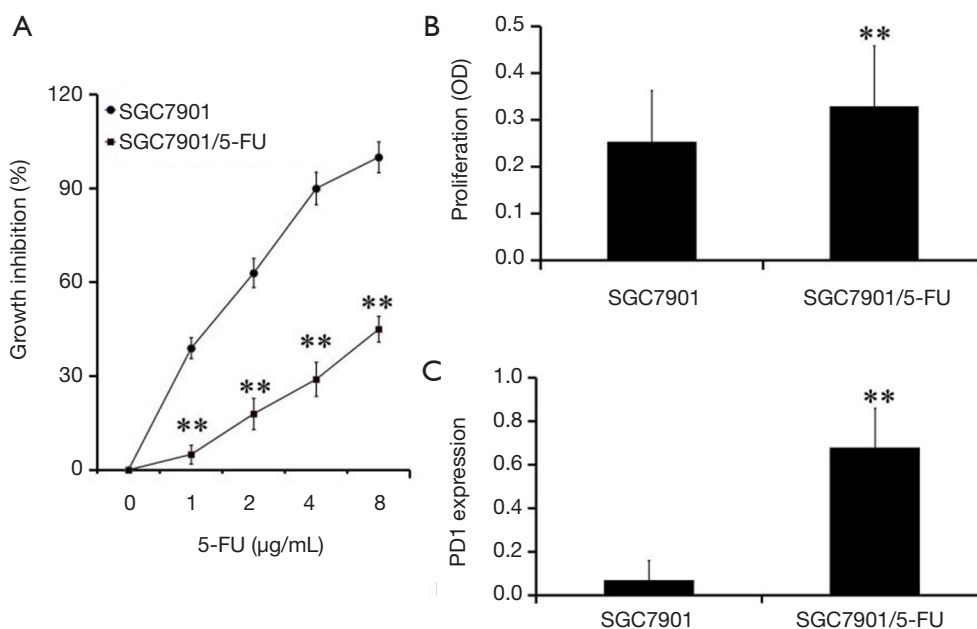 A
120
90
60
30
0
Growth inhibition (%)
SGC7901
SGC7901/5-FU
**
**
**
**
0 1 2 4 8
5-FU (µg/mL)
B
0.5
0.4
0.3
0.2
0.1
0.0
Proliferation (OD)
**
SGC7901 SGC7901/5-FU
C
1.0
0.8
0.6
0.4
0.2
0.0
PD1 expression
**
SGC7901 SGC7901/5-FU